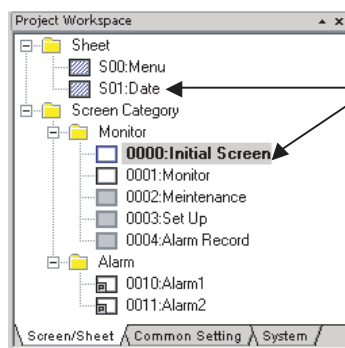 Project Workspace
Sheet
S00:Menu
S01:Date
Screen Category
Monitor
0000:Initial Screen
0001:Monitor
0002:Meintenance
0003:Set Up
0004:Alarm Record
Alarm
0010:Alarm1
0011:Alarm2
Screen/Sheet Common Setting System